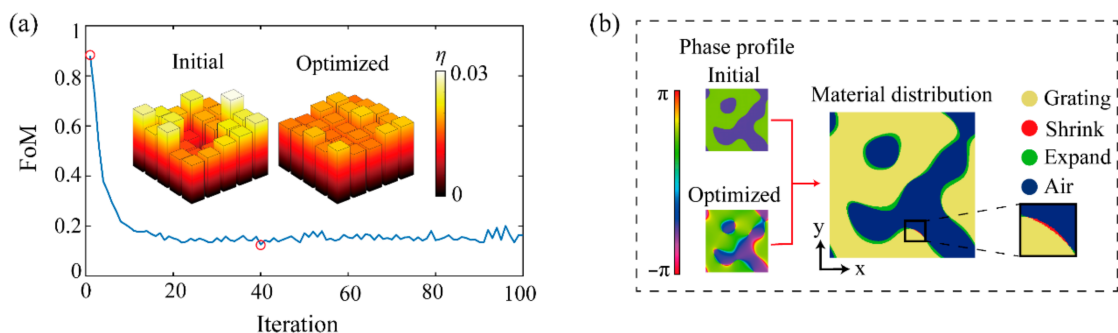 (a)
1
0.8
0.6
0.4
0.2
0
FoM
0
20
40
60
80
100
Iteration
Initial
Optimized
η
0.03
0
(b)
Phase profile
Initial
π
Optimized
−π
Material distribution
y
x
Grating
Shrink
Expand
Air